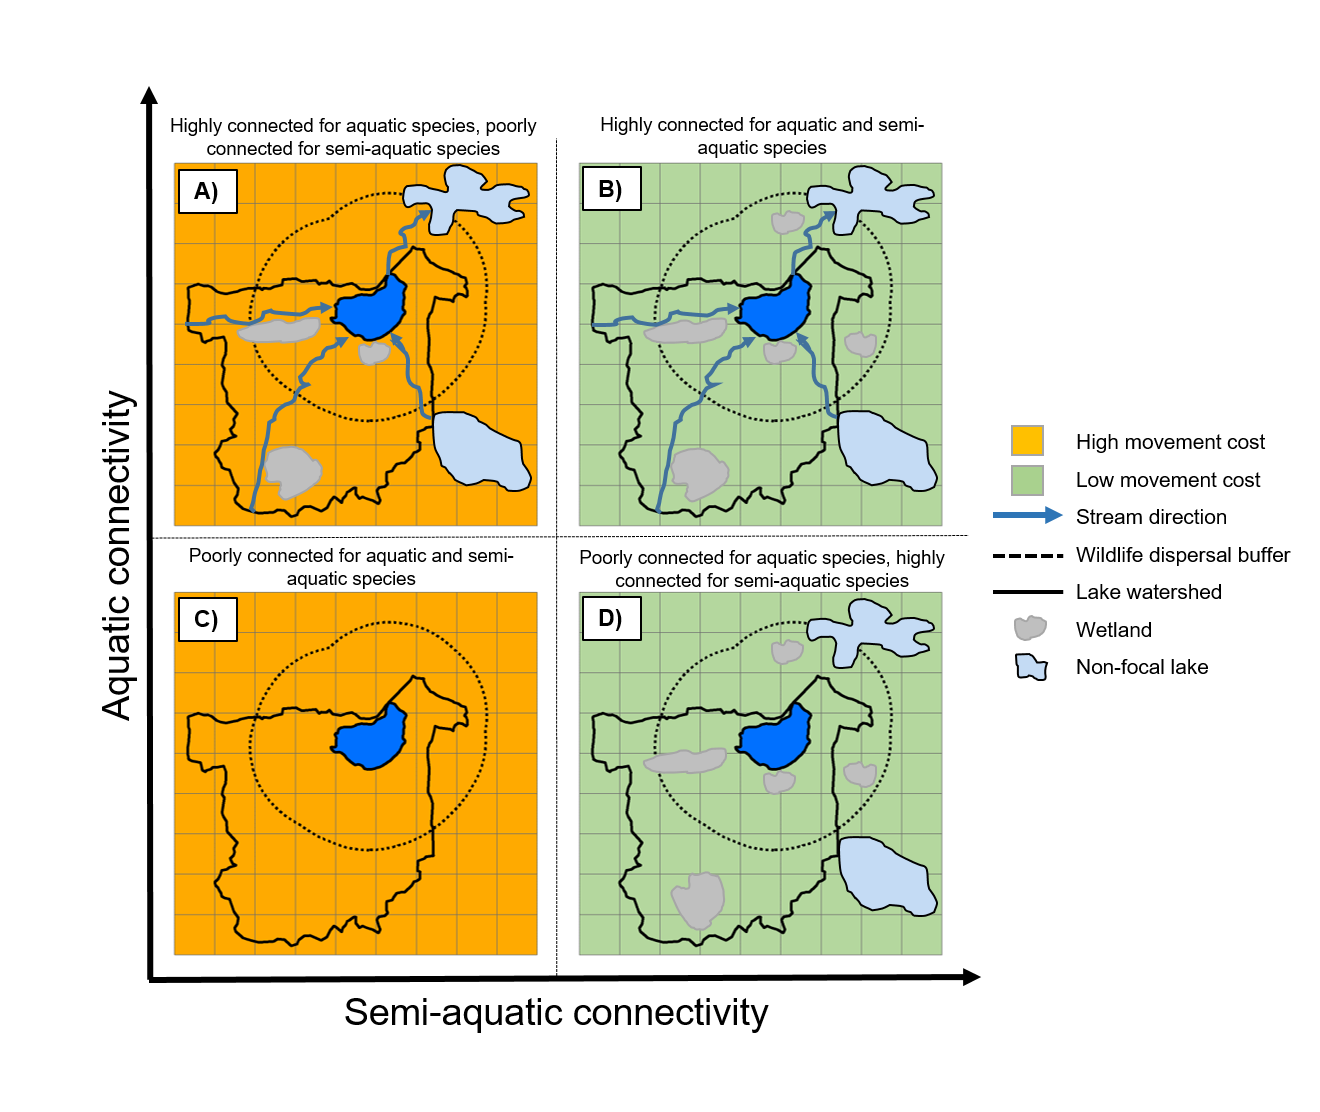 Highly connected for aquatic species, poorly
connected for semi-aquatic species
Highly connected for aquatic and semi-
aquatic species
A)
B)
Poorly connected for aquatic and semi-
aquatic species
Poorly connected for aquatic species, highly
connected for semi-aquatic species
C)
D)
Aquatic connectivity
Semi-aquatic connectivity
High movement cost
Low movement cost
Stream direction
Wildlife dispersal buffer
Lake watershed
Wetland
Non-focal lake